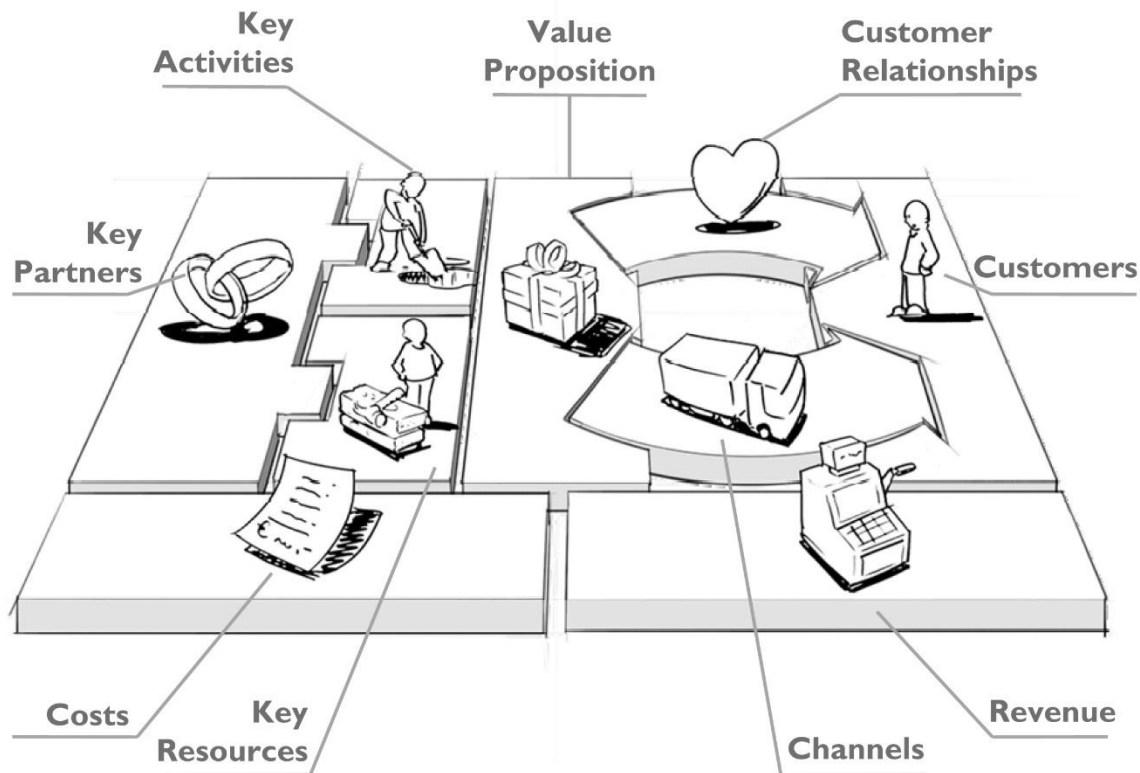 Key
Activities
Value
Proposition
Customer
Relationships
Key
Partners
Customers
Costs
Key
Resources
Channels
Revenue